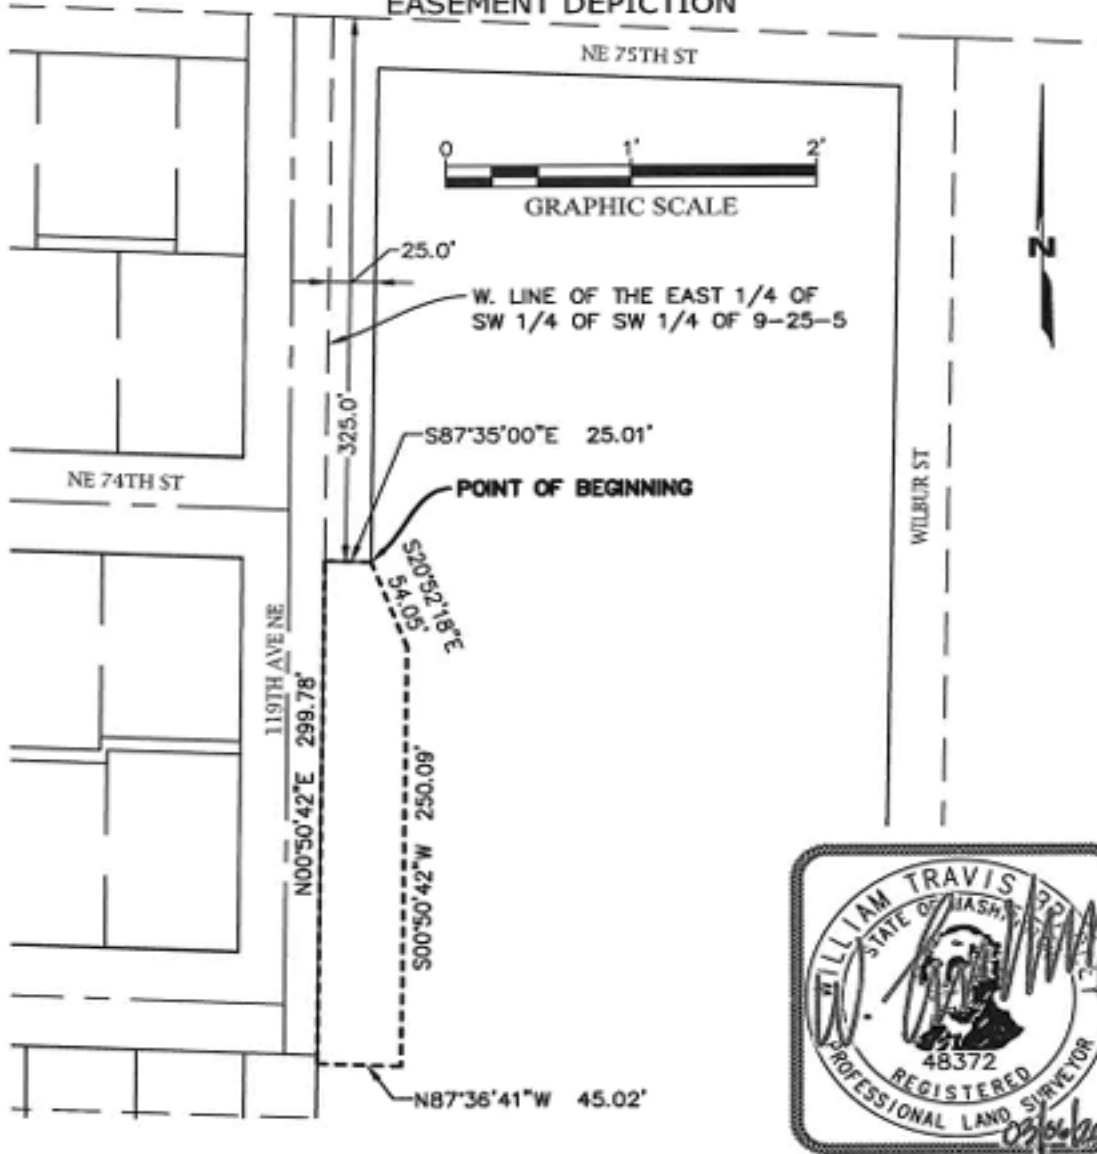 EASEMENT DEPICTION
NE 75TH ST
0 1' 2'
GRAPHIC SCALE
N
25.0'
W. LINE OF THE EAST 1/4 OF
SW 1/4 OF SW 1/4 OF 9-25-5
325.0'
S87°35'00"E 25.01'
POINT OF BEGINNING
NE 74TH ST
WILBUR ST
S20°52'18"E
54.05'
119TH AVE NE
N00°50'42"E 299.78'
S00°50'42"W 250.09'
N87°36'41"W 45.02'
WILLIAM TRAVIS
STATE OF WASH
48372
REGISTERED
PROFESSIONAL LAND SURVEYOR